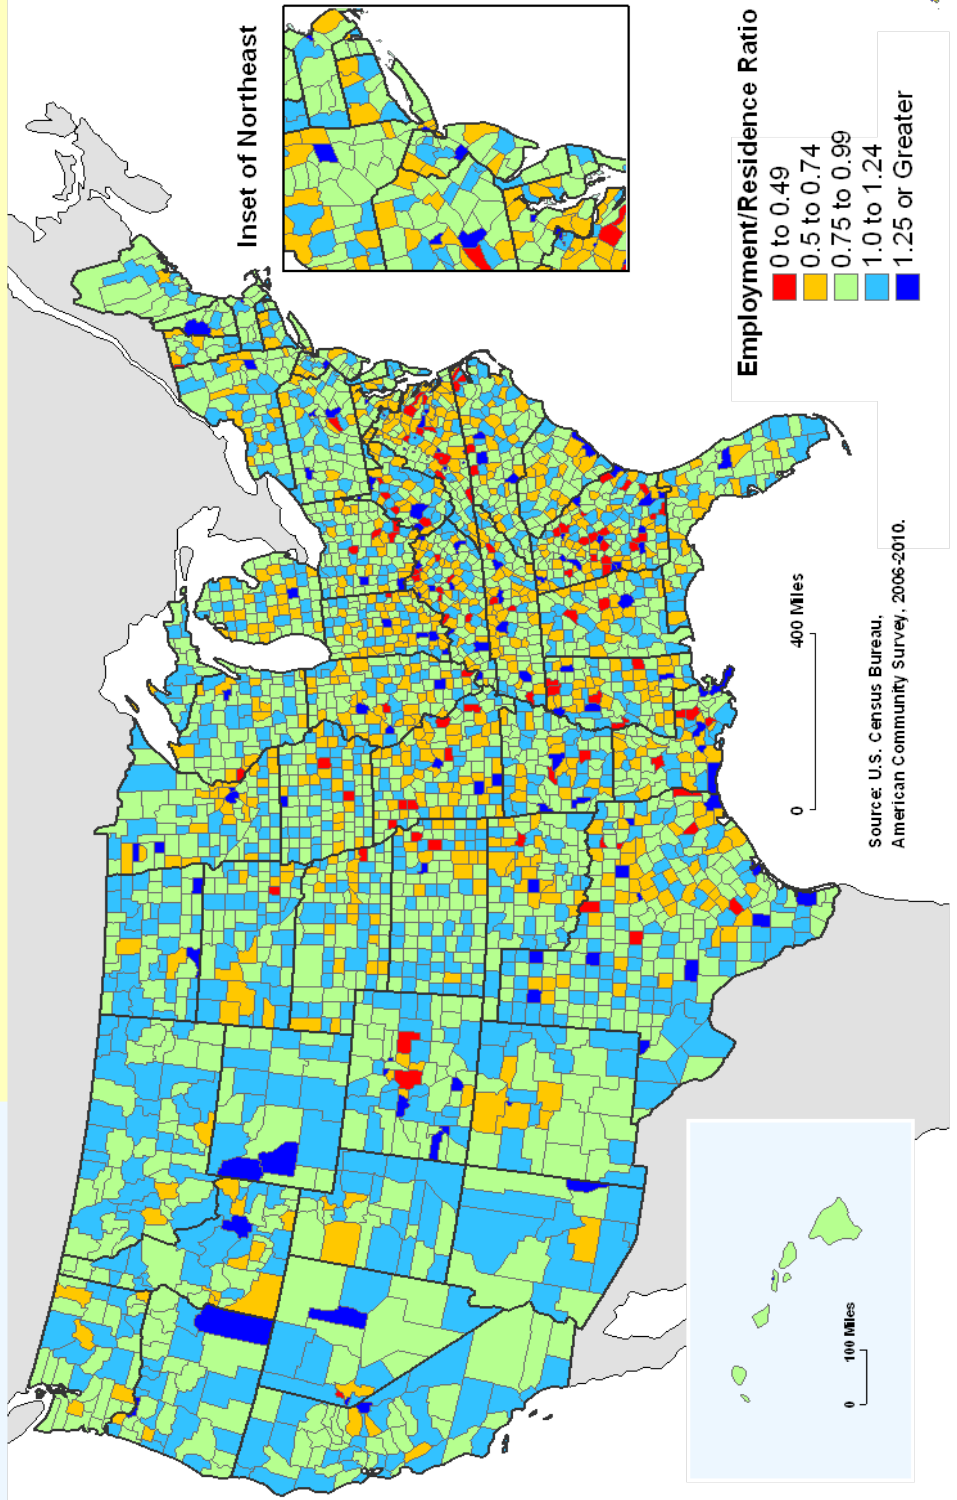 Inset of Northeast
Employment/Residence Ratio
0 to 0.49
0.5 to 0.74
0.75 to 0.99
1.0 to 1.24
1.25 or Greater
0 400 Miles
Source: U.S. Census Bureau,
American Community Survey, 2006-2010.
0 100 Miles